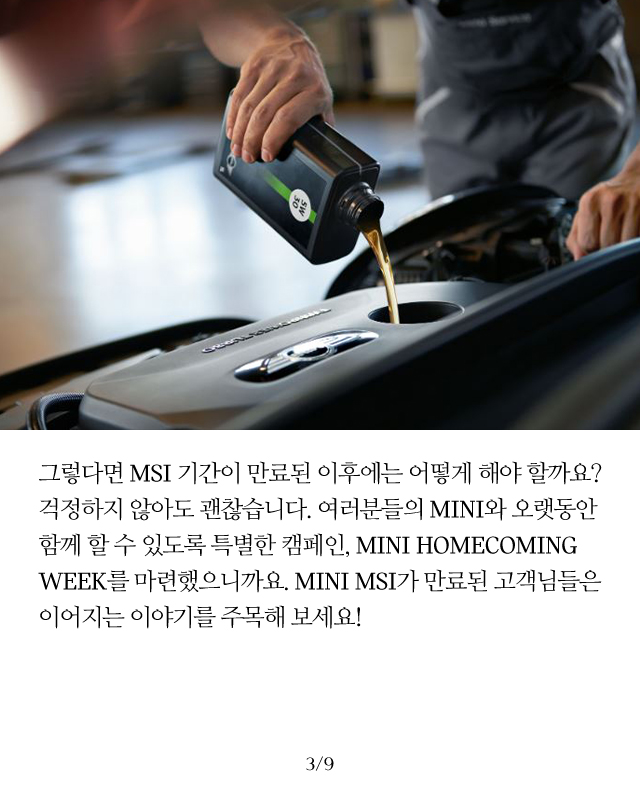 5W
30
그렇다면 MSI 기간이 만료된 이후에는 어떻게 해야 할까요?
걱정하지 않아도 괜찮습니다. 여러분들의 MINI와 오랫동안
함께 할 수 있도록 특별한 캠페인, MINI HOMECOMING
WEEK를 마련했으니까요. MINI MSI가 만료된 고객님들은
이어지는 이야기를 주목해 보세요!
3/9